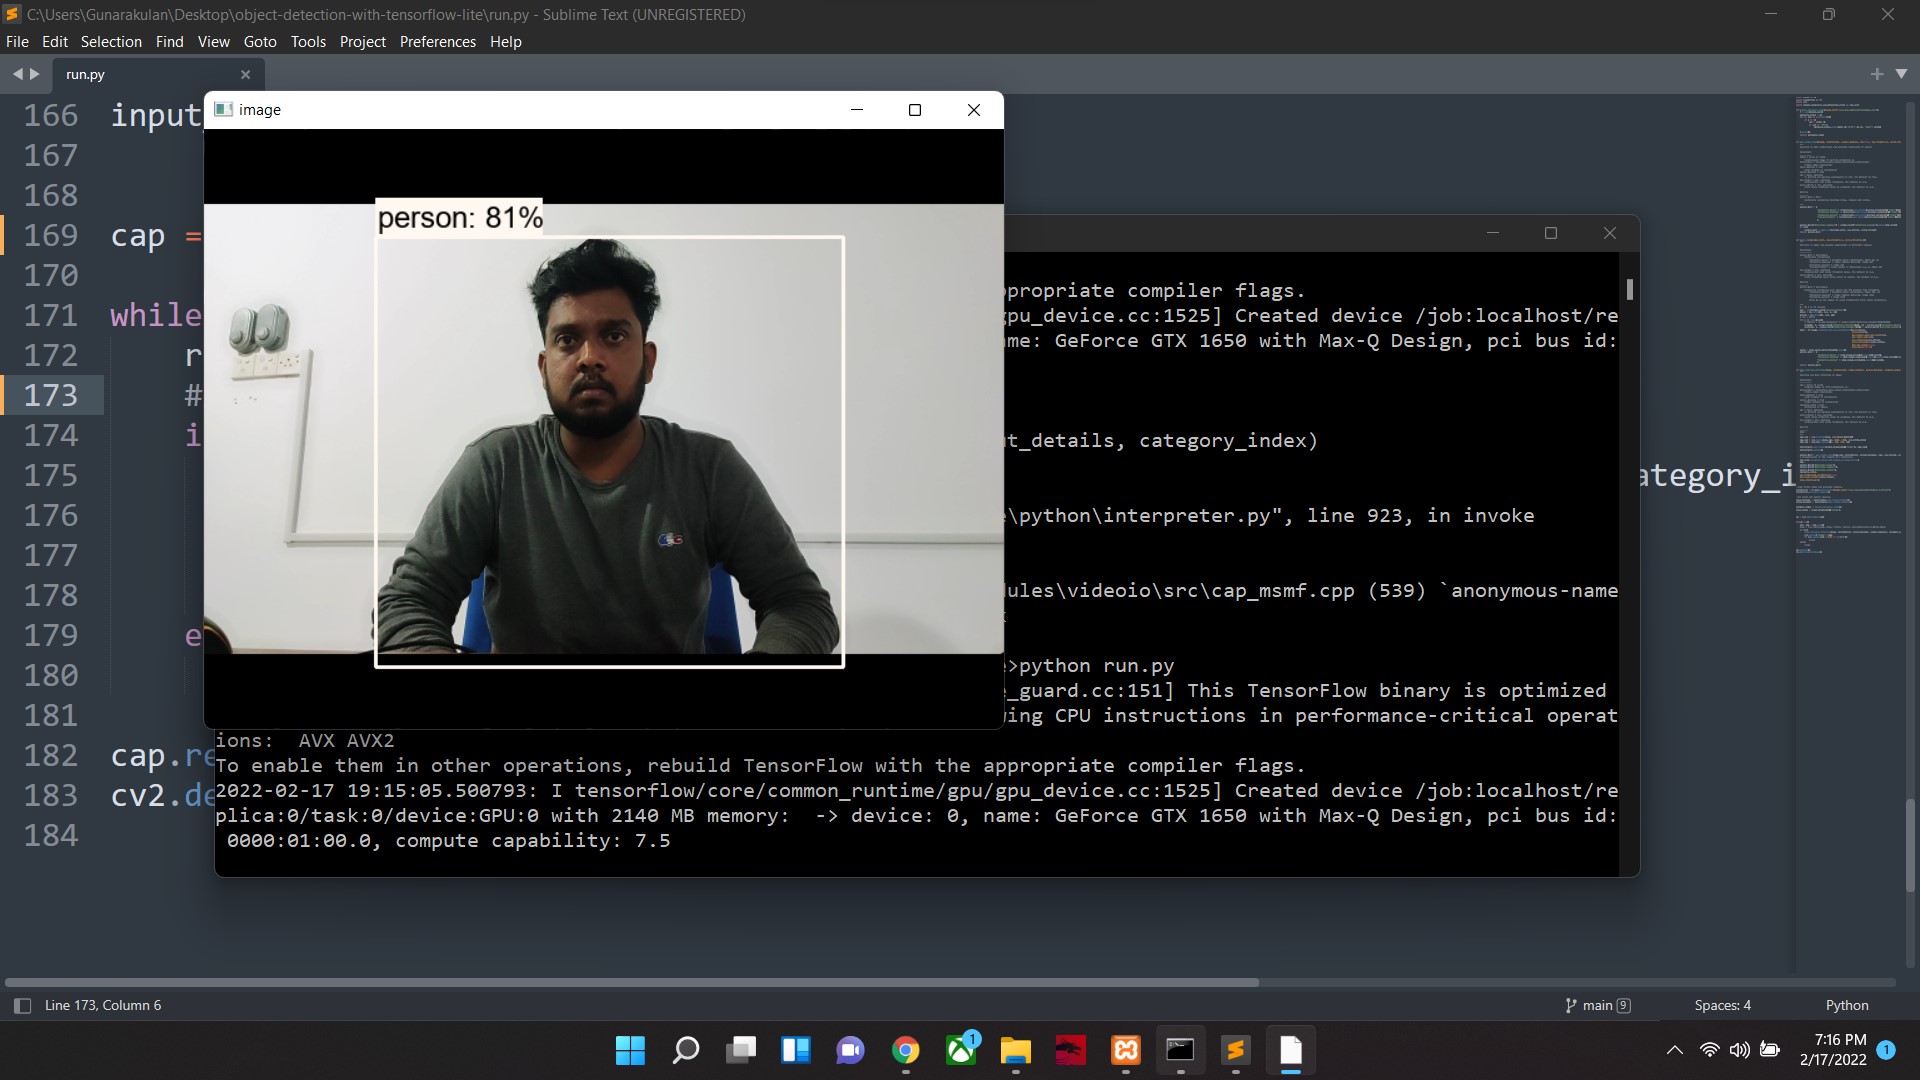 C:\Users\Gunarakulan\Desktop\object-detection-with-tensorflow-lite\run.py - Sublime Text (UNREGISTERED)
File Edit Selection Find View Goto Tools Project Preferences Help
run.py
image
person: 81%
166 input
167
168
169 cap =
170
171 while
172 r
173 #
174 i
175 ategory_i
176
177
178
179 e
180
181
182 cap.re
183 cv2.de
184
propriate compiler flags.
gpu_device.cc:1525] Created device /job:localhost/re
me: GeForce GTX 1650 with Max-Q Design, pci bus id:
t_details, category_index)
e\python\interpreter.py", line 923, in invoke
dules\videoio\src\cap_msmf.cpp (539) `anonymous-name
e>python run.py
e_guard.cc:151] This TensorFlow binary is optimized
wing CPU instructions in performance-critical operat
ions:  AVX AVX2
To enable them in other operations, rebuild TensorFlow with the appropriate compiler flags.
2022-02-17 19:15:05.500793: I tensorflow/core/common_runtime/gpu/gpu_device.cc:1525] Created device /job:localhost/re
plica:0/task:0/device:GPU:0 with 2140 MB memory:  -> device: 0, name: GeForce GTX 1650 with Max-Q Design, pci bus id:
0000:01:00.0, compute capability: 7.5
Line 173, Column 6 main 9 Spaces: 4 Python
1
7:16 PM
2/17/2022 1